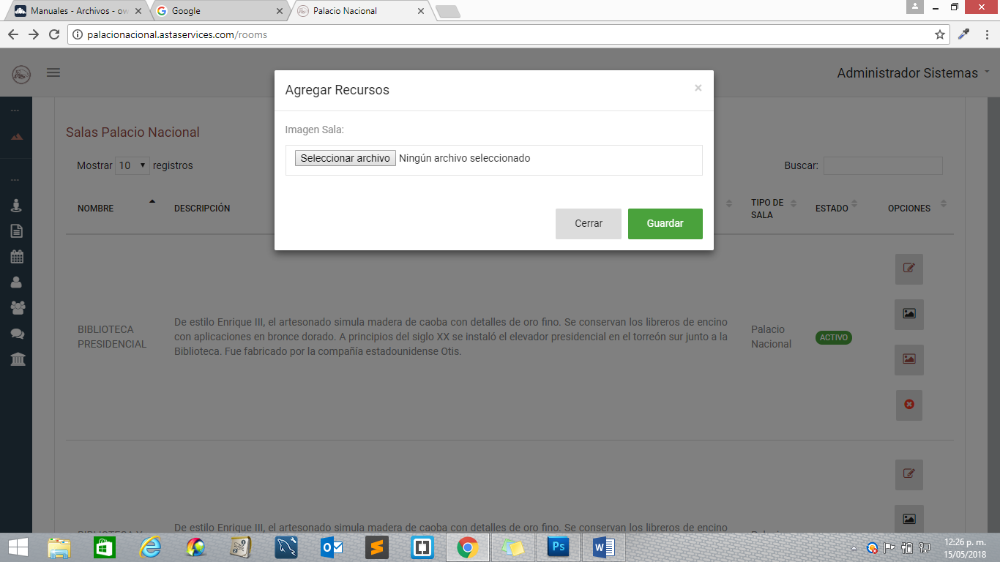 Manuales - Archivos - ow
Google
Palacio Nacional
palacionacional.astaservices.com/rooms
Administrador Sistemas
Agregar Recursos
×
Imagen Sala:
Seleccionar archivo Ningún archivo seleccionado
Cerrar
Guardar
---
---
Salas Palacio Nacional
Mostrar 10 registros
Buscar:
NOMBRE
DESCRIPCIÓN
TIPO DE
SALA
ESTADO
OPCIONES
BIBLIOTECA
PRESIDENCIAL
De estilo Enrique III, el artesonado simula madera de caoba con detalles de oro fino. Se conservan los libreros de encino
con aplicaciones en bronce dorado. A principios del siglo XX se instaló el elevador presidencial en el torreón sur junto a la
Biblioteca. Fue fabricado por la compañía estadounidense Otis.
Palacio
Nacional
ACTIVO
De estilo Enrique III, el artesonado simula madera de caoba con detalles de oro fino. Se conservan los libreros de encino
Ps
12:26 p. m.
15/05/2018